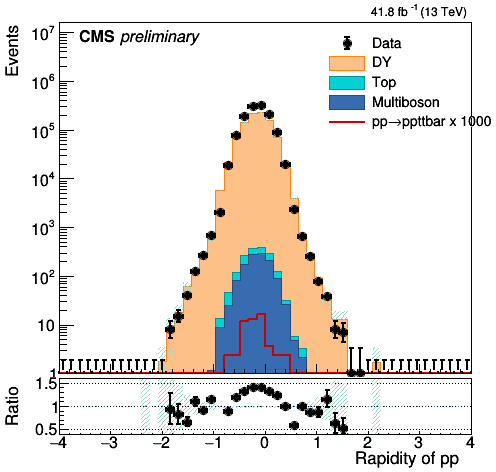 41.8 fb⁻¹ (13 TeV)
CMS preliminary
Events
10⁷
10⁶
10⁵
10⁴
10³
10²
10
1
Data
DY
Top
Multiboson
pp→ppttbar x 1000
Ratio
1.5
1
0.5
−4 −3 −2 −1 0 1 2 3 4
Rapidity of pp